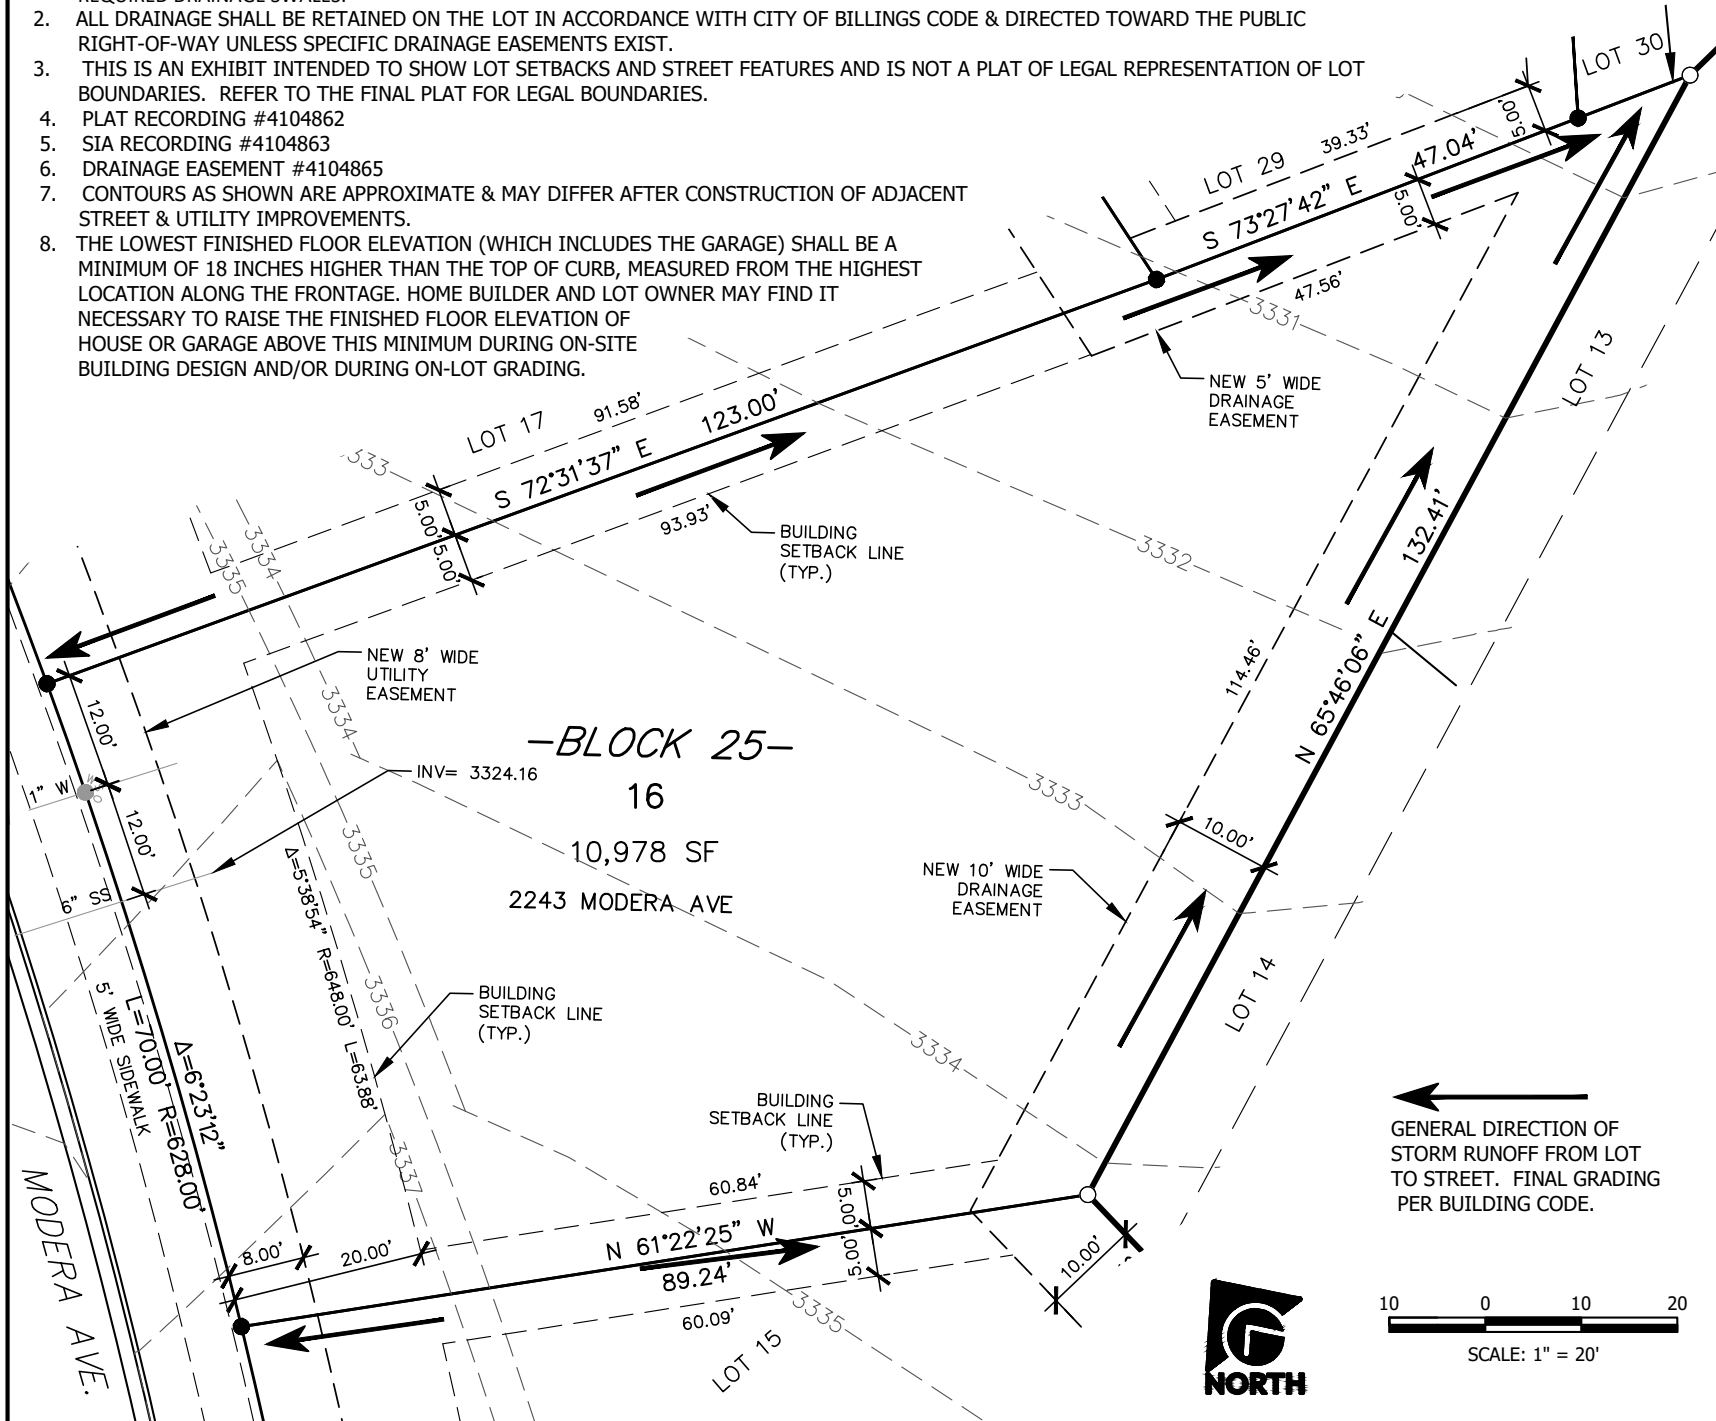 REQUIRED DRAINAGE SWALES.
2. ALL DRAINAGE SHALL BE RETAINED ON THE LOT IN ACCORDANCE WITH CITY OF BILLINGS CODE & DIRECTED TOWARD THE PUBLIC
RIGHT-OF-WAY UNLESS SPECIFIC DRAINAGE EASEMENTS EXIST.
3. THIS IS AN EXHIBIT INTENDED TO SHOW LOT SETBACKS AND STREET FEATURES AND IS NOT A PLAT OF LEGAL REPRESENTATION OF LOT
BOUNDARIES. REFER TO THE FINAL PLAT FOR LEGAL BOUNDARIES.
4. PLAT RECORDING #4104862
5. SIA RECORDING #4104863
6. DRAINAGE EASEMENT #4104865
7. CONTOURS AS SHOWN ARE APPROXIMATE & MAY DIFFER AFTER CONSTRUCTION OF ADJACENT
STREET & UTILITY IMPROVEMENTS.
8. THE LOWEST FINISHED FLOOR ELEVATION (WHICH INCLUDES THE GARAGE) SHALL BE A
MINIMUM OF 18 INCHES HIGHER THAN THE TOP OF CURB, MEASURED FROM THE HIGHEST
LOCATION ALONG THE FRONTAGE. HOME BUILDER AND LOT OWNER MAY FIND IT
NECESSARY TO RAISE THE FINISHED FLOOR ELEVATION OF
HOUSE OR GARAGE ABOVE THIS MINIMUM DURING ON-SITE
BUILDING DESIGN AND/OR DURING ON-LOT GRADING.
LOT 30
5.00'
39.33'
LOT 29
47.04'
S 73°27'42" E
5.00'
47.56'
3331
LOT 13
NEW 5' WIDE
DRAINAGE
EASEMENT
LOT 17
91.58'
123.00'
S 72°31'37" E
3333
5.00'
5.00'
93.93'
BUILDING
SETBACK LINE
(TYP.)
3332
132.41'
N 65°46'06" E
114.46'
3334
3335
NEW 8' WIDE
UTILITY
EASEMENT
3334
12.00'
1" W
12.00'
INV= 3324.16
-BLOCK 25-
16
10,978 SF
2243 MODERA AVE
3333
10.00'
3335
NEW 10' WIDE
DRAINAGE
EASEMENT
6" SS
Δ=5°38'54" R=648.00' L=63.88'
3336
5' WIDE SIDEWALK
L=70.00' R=628.00'
Δ=6°23'12"
BUILDING
SETBACK LINE
(TYP.)
LOT 14
3334
BUILDING
SETBACK LINE
(TYP.)
3337
MODERA AVE.
60.84'
5.00'
5.00'
8.00'
20.00'
N 61°22'25" W
89.24'
60.09'
3335
LOT 15
10.00'
GENERAL DIRECTION OF
STORM RUNOFF FROM LOT
TO STREET. FINAL GRADING
PER BUILDING CODE.
NORTH
10 0 10 20
SCALE: 1" = 20'